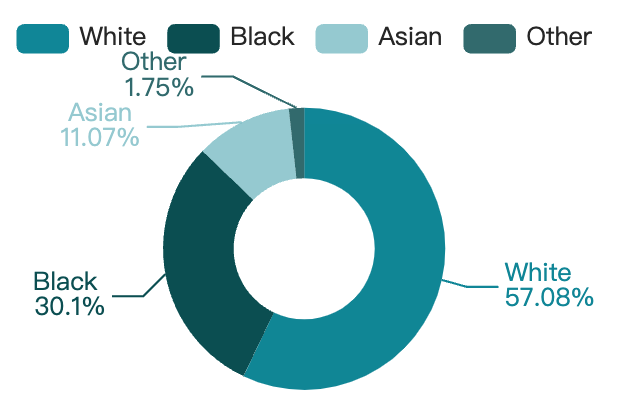 White Black Asian Other
Other
1.75%
Asian
11.07%
Black
30.1%
White
57.08%